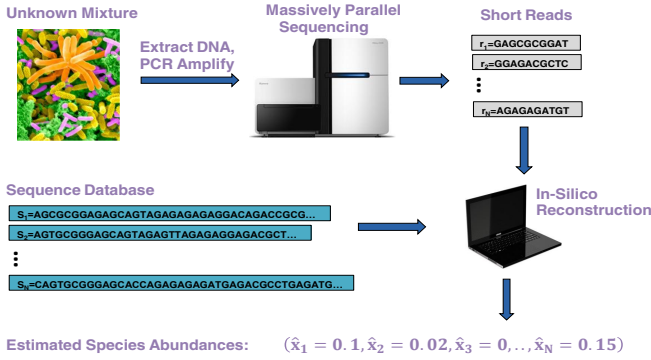 Unknown Mixture
Massively Parallel
Sequencing
Short Reads
Extract DNA,
PCR Amplify
r1=GAGCGCGGAT
r2=GGAGACGCTC
rN=AGAGAGATGT
Sequence Database
In-Silico
Reconstruction
S1=AGCGCGGAGAGCAGTAGAGAGAGAGGACAGACCGCG...
S2=AGTGCGGGAGCAGTAGAGTTAGAGAGGAGACGCT...
SN=CAGTGCGGGAGCACCAGAGAGAGATGAGACGCCTGAGATG...
Estimated Species Abundances: (x̂1 = 0.1, x̂2 = 0.02, x̂3 = 0, .., x̂N = 0.15)